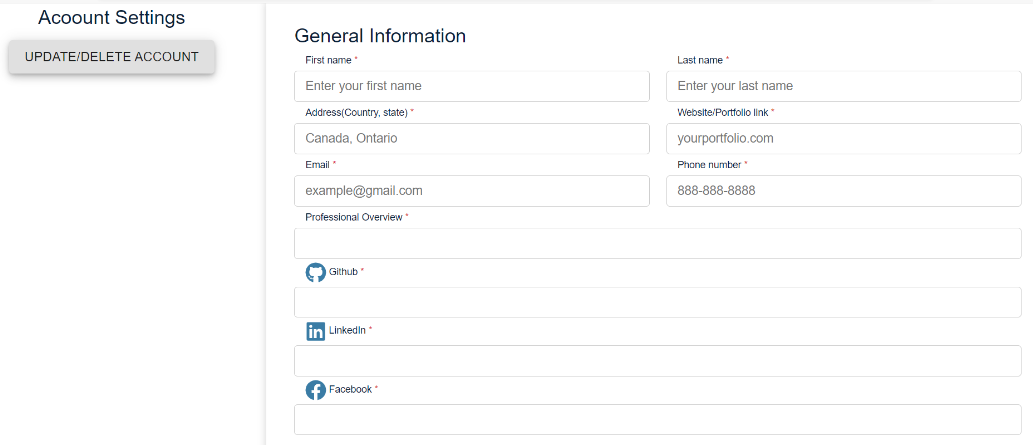 Acoount Settings
UPDATE/DELETE ACCOUNT
General Information
First name *
Last name *
Enter your first name
Enter your last name
Address(Country, state) *
Website/Portfolio link *
Canada, Ontario
yourportfolio.com
Email *
Phone number *
example@gmail.com
888-888-8888
Professional Overview *
Github *
in LinkedIn *
Facebook *